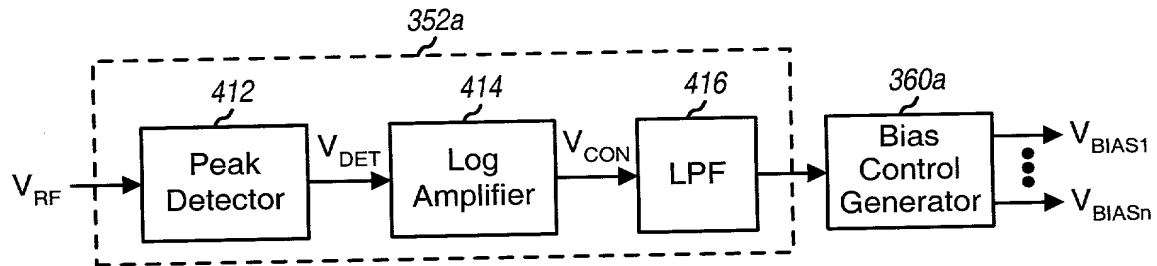 352a
412
414
416
360a
V_RF
Peak
Detector
V_DET
Log
Amplifier
V_CON
LPF
Bias
Control
Generator
V_BIAS1
V_BIASn